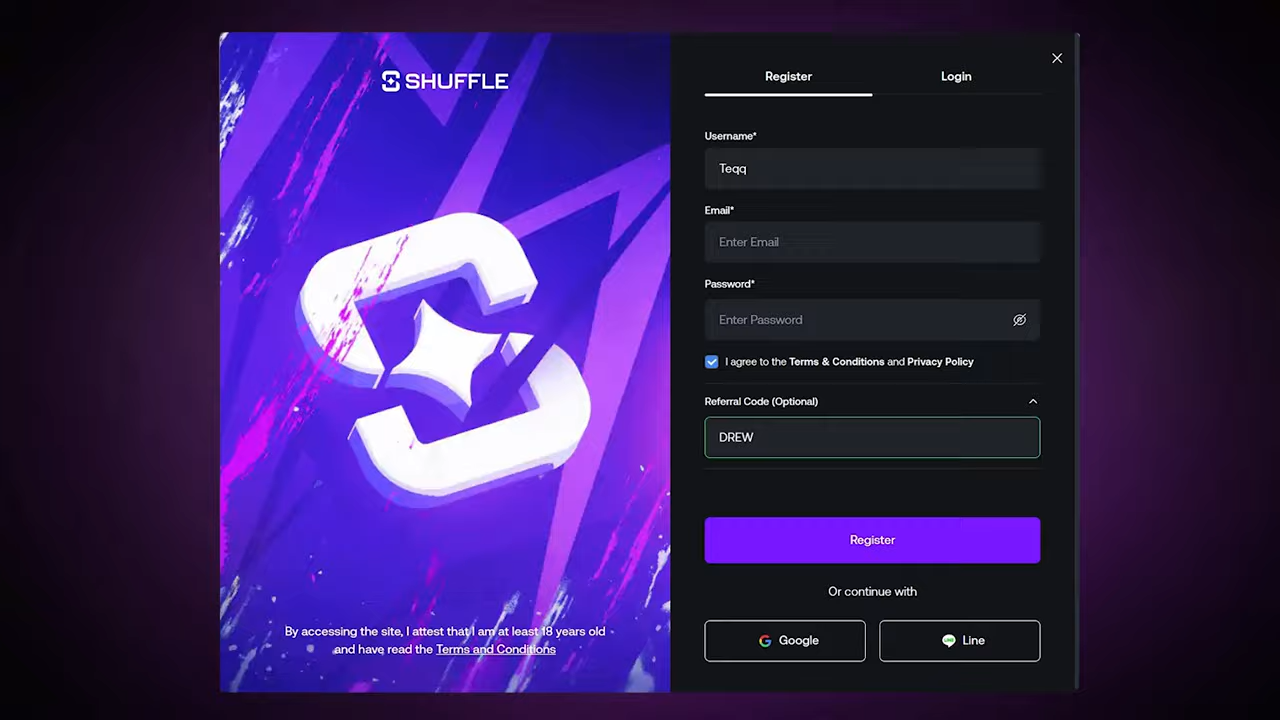 SHUFFLE
By accessing the site, I attest that I am at least 18 years old
and have read the Terms and Conditions
Register
Login
Username*
Teqq
Email*
Enter Email
Password*
Enter Password
I agree to the Terms & Conditions and Privacy Policy
Referral Code (Optional)
DREW
Register
Or continue with
Google
LINE
Line